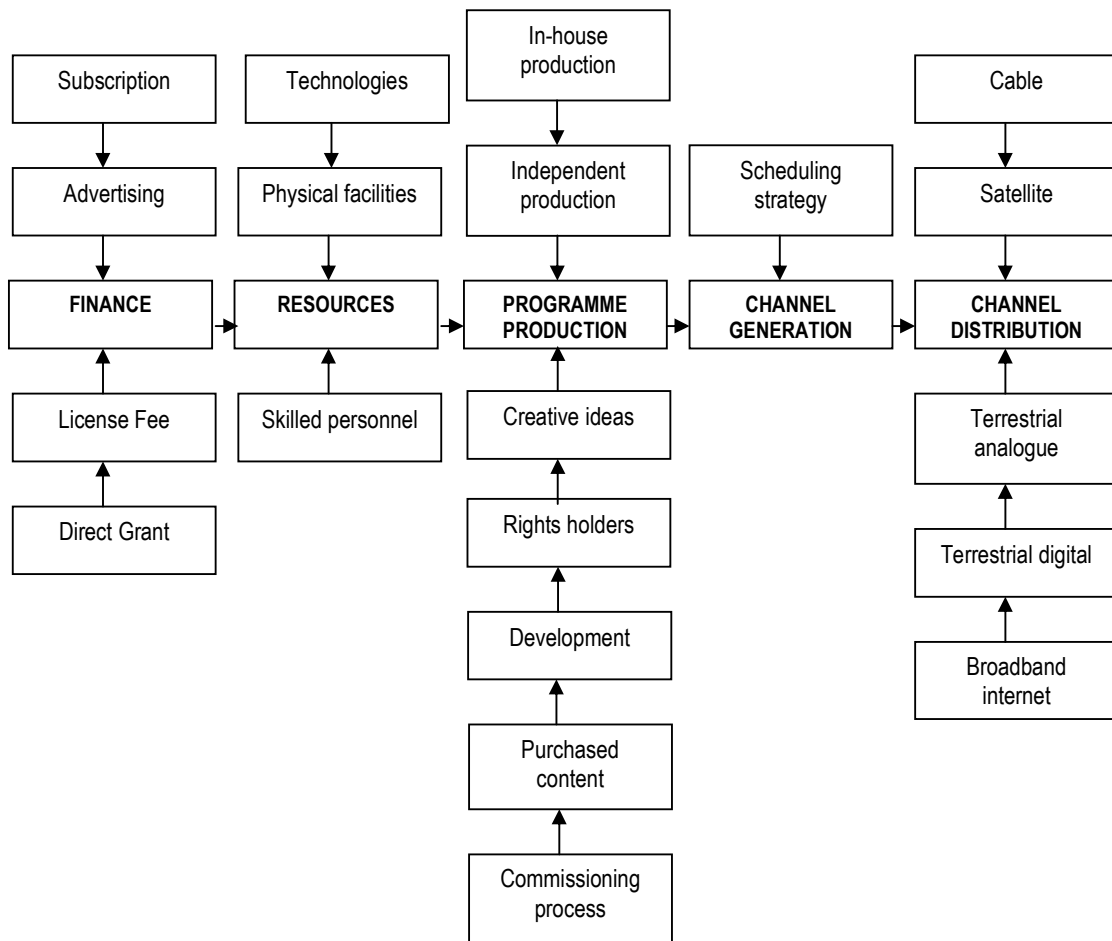 In-house
production
Subscription
Technologies
Cable
Advertising
Physical facilities
Independent
production
Scheduling
strategy
Satellite
FINANCE
RESOURCES
PROGRAMME
PRODUCTION
CHANNEL
GENERATION
CHANNEL
DISTRIBUTION
License Fee
Skilled personnel
Creative ideas
Terrestrial
analogue
Direct Grant
Rights holders
Terrestrial digital
Development
Broadband
internet
Purchased
content
Commissioning
process